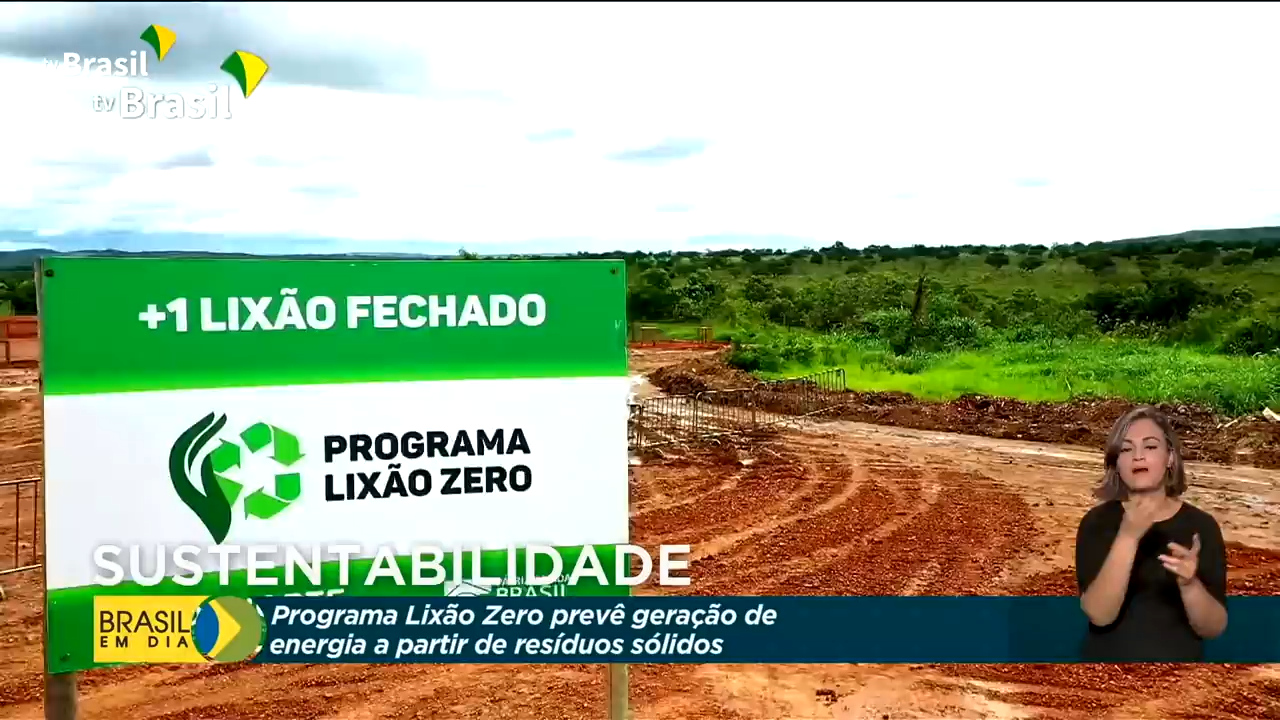 tv Brasil
tv Brasil
+1 LIXÃO FECHADO
PROGRAMA
LIXÃO ZERO
SUSTENTABILIDADE
BRASIL
BRASIL
EM DIA
Programa Lixão Zero prevê geração de
energia a partir de resíduos sólidos